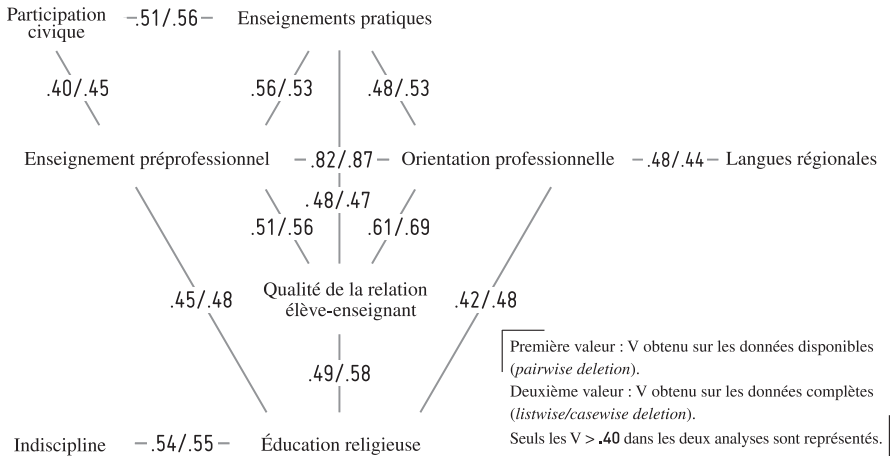 Participation
civique
.51/.56
Enseignements pratiques
.40/.45
.56/.53
.48/.53
Enseignement préprofessionnel
.82/.87
Orientation professionnelle
.48/.44
Langues régionales
.48/.47
.51/.56
.61/.69
Qualité de la relation
élève-enseignant
.45/.48
.42/.48
.49/.58
Première valeur : V obtenu sur les données disponibles
(pairwise deletion).
Deuxième valeur : V obtenu sur les données complètes
(listwise/casewise deletion).
Seuls les V > .40 dans les deux analyses sont représentés.
Indiscipline
.54/.55
Éducation religieuse